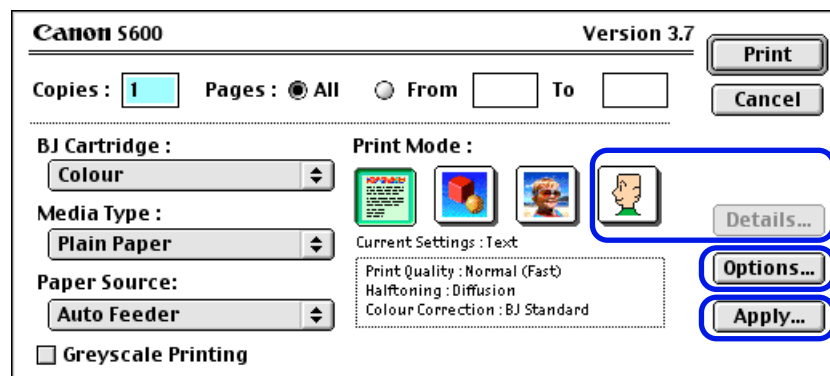 Canon S600 Version 3.7
Print
Copies : 1 Pages : All From To
Cancel
BJ Cartridge : Print Mode :
Colour
Media Type :
Details...
Plain Paper
Current Settings : Text
Paper Source:
Print Quality : Normal (Fast)
Options...
Halftoning : Diffusion
Auto Feeder
Colour Correction : BJ Standard
Apply...
Greyscale Printing